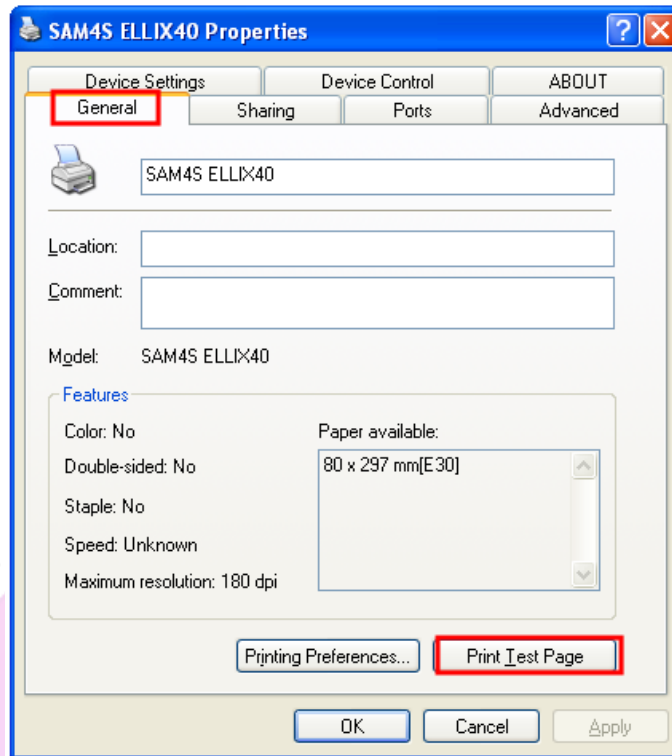 SAM4S ELLIX40 Properties
Device Settings Device Control ABOUT
General Sharing Ports Advanced
SAM4S ELLIX40
Location:
Comment:
Model: SAM4S ELLIX40
Features
Color: No
Paper available:
Double-sided: No
80 x 297 mm[E30]
Staple: No
Speed: Unknown
Maximum resolution: 180 dpi
Printing Preferences... Print Test Page
OK Cancel Apply